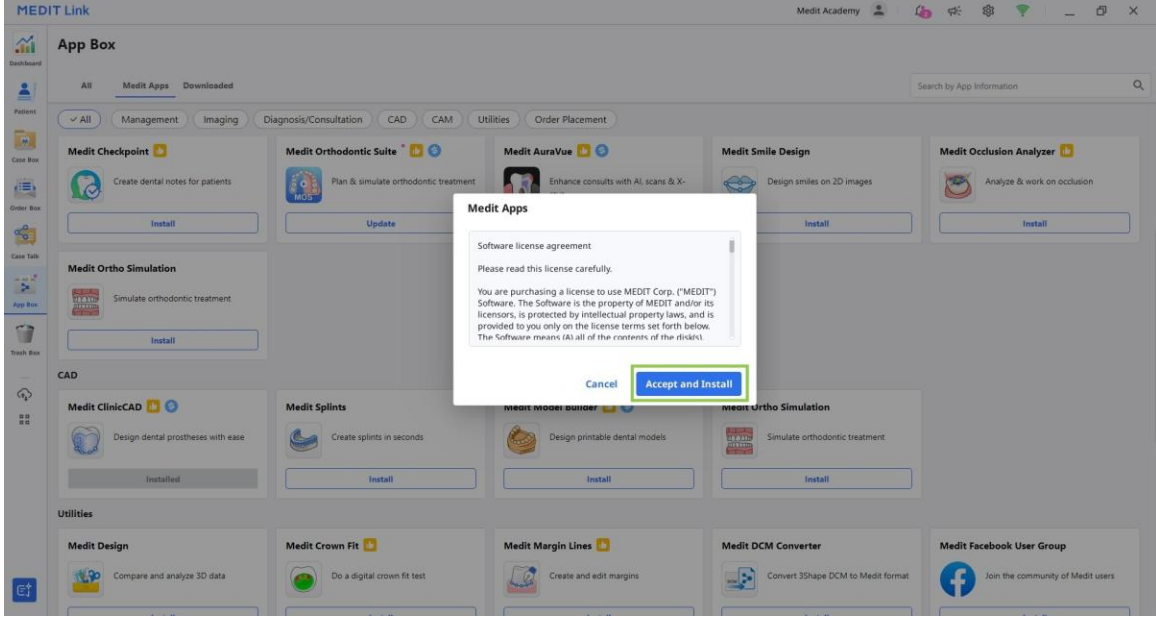 MEDIT Link
Medit Academy
App Box
Dashboard
Patient
Case Box
Order Box
Case Talk
App Box
Trash Box
All Medit Apps Downloaded
Search by App Information
All Management Imaging Diagnosis/Consultation CAD CAM Utilities Order Placement
Medit Checkpoint
Create dental notes for patients
Install
Medit Orthodontic Suite
MOS
Plan & simulate orthodontic treatment
Update
Medit AuraVue
Enhance consults with AI, scans & X-
Medit Smile Design
Design smiles on 2D images
Install
Medit Occlusion Analyzer
Analyze & work on occlusion
Install
Medit Ortho Simulation
Simulate orthodontic treatment
Install
Medit Apps
Software license agreement
Please read this license carefully.
You are purchasing a license to use MEDIT Corp. ("MEDIT")
Software. The Software is the property of MEDIT and/or its
licensors, is protected by intellectual property laws, and is
provided to you only on the license terms set forth below.
The Software means (A) all of the contents of the disk(s),
Cancel Accept and Install
CAD
Medit ClinicCAD
Design dental prostheses with ease
Installed
Medit Splints
Create splints in seconds
Install
Medit Model Builder
Design printable dental models
Install
Medit Ortho Simulation
Simulate orthodontic treatment
Install
Utilities
Medit Design
Compare and analyze 3D data
Medit Crown Fit
Do a digital crown fit test
Medit Margin Lines
Create and edit margins
Medit DCM Converter
Convert 3Shape DCM to Medit format
Medit Facebook User Group
Join the community of Medit users